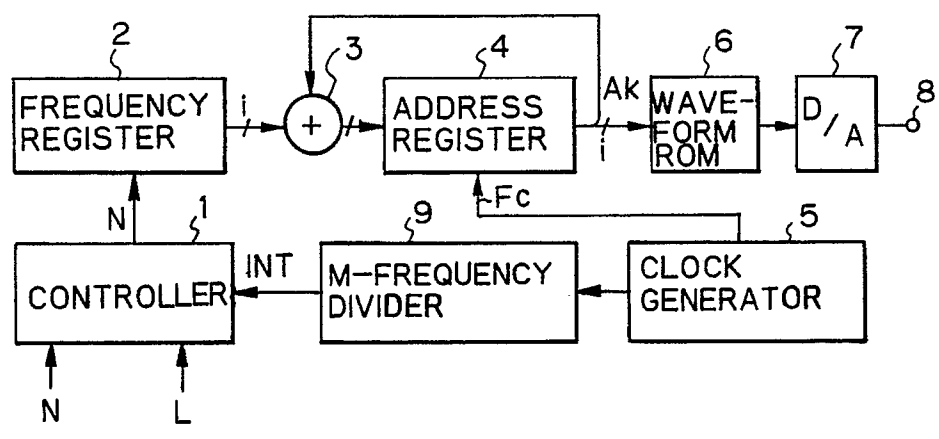 2
3
4
6
7
8
FREQUENCY
REGISTER
i
+
ADDRESS
REGISTER
Ak
i
WAVE-
FORM
ROM
D/A
N
1
Fc
9
5
CONTROLLER
INT
M-FREQUENCY
DIVIDER
CLOCK
GENERATOR
N
L